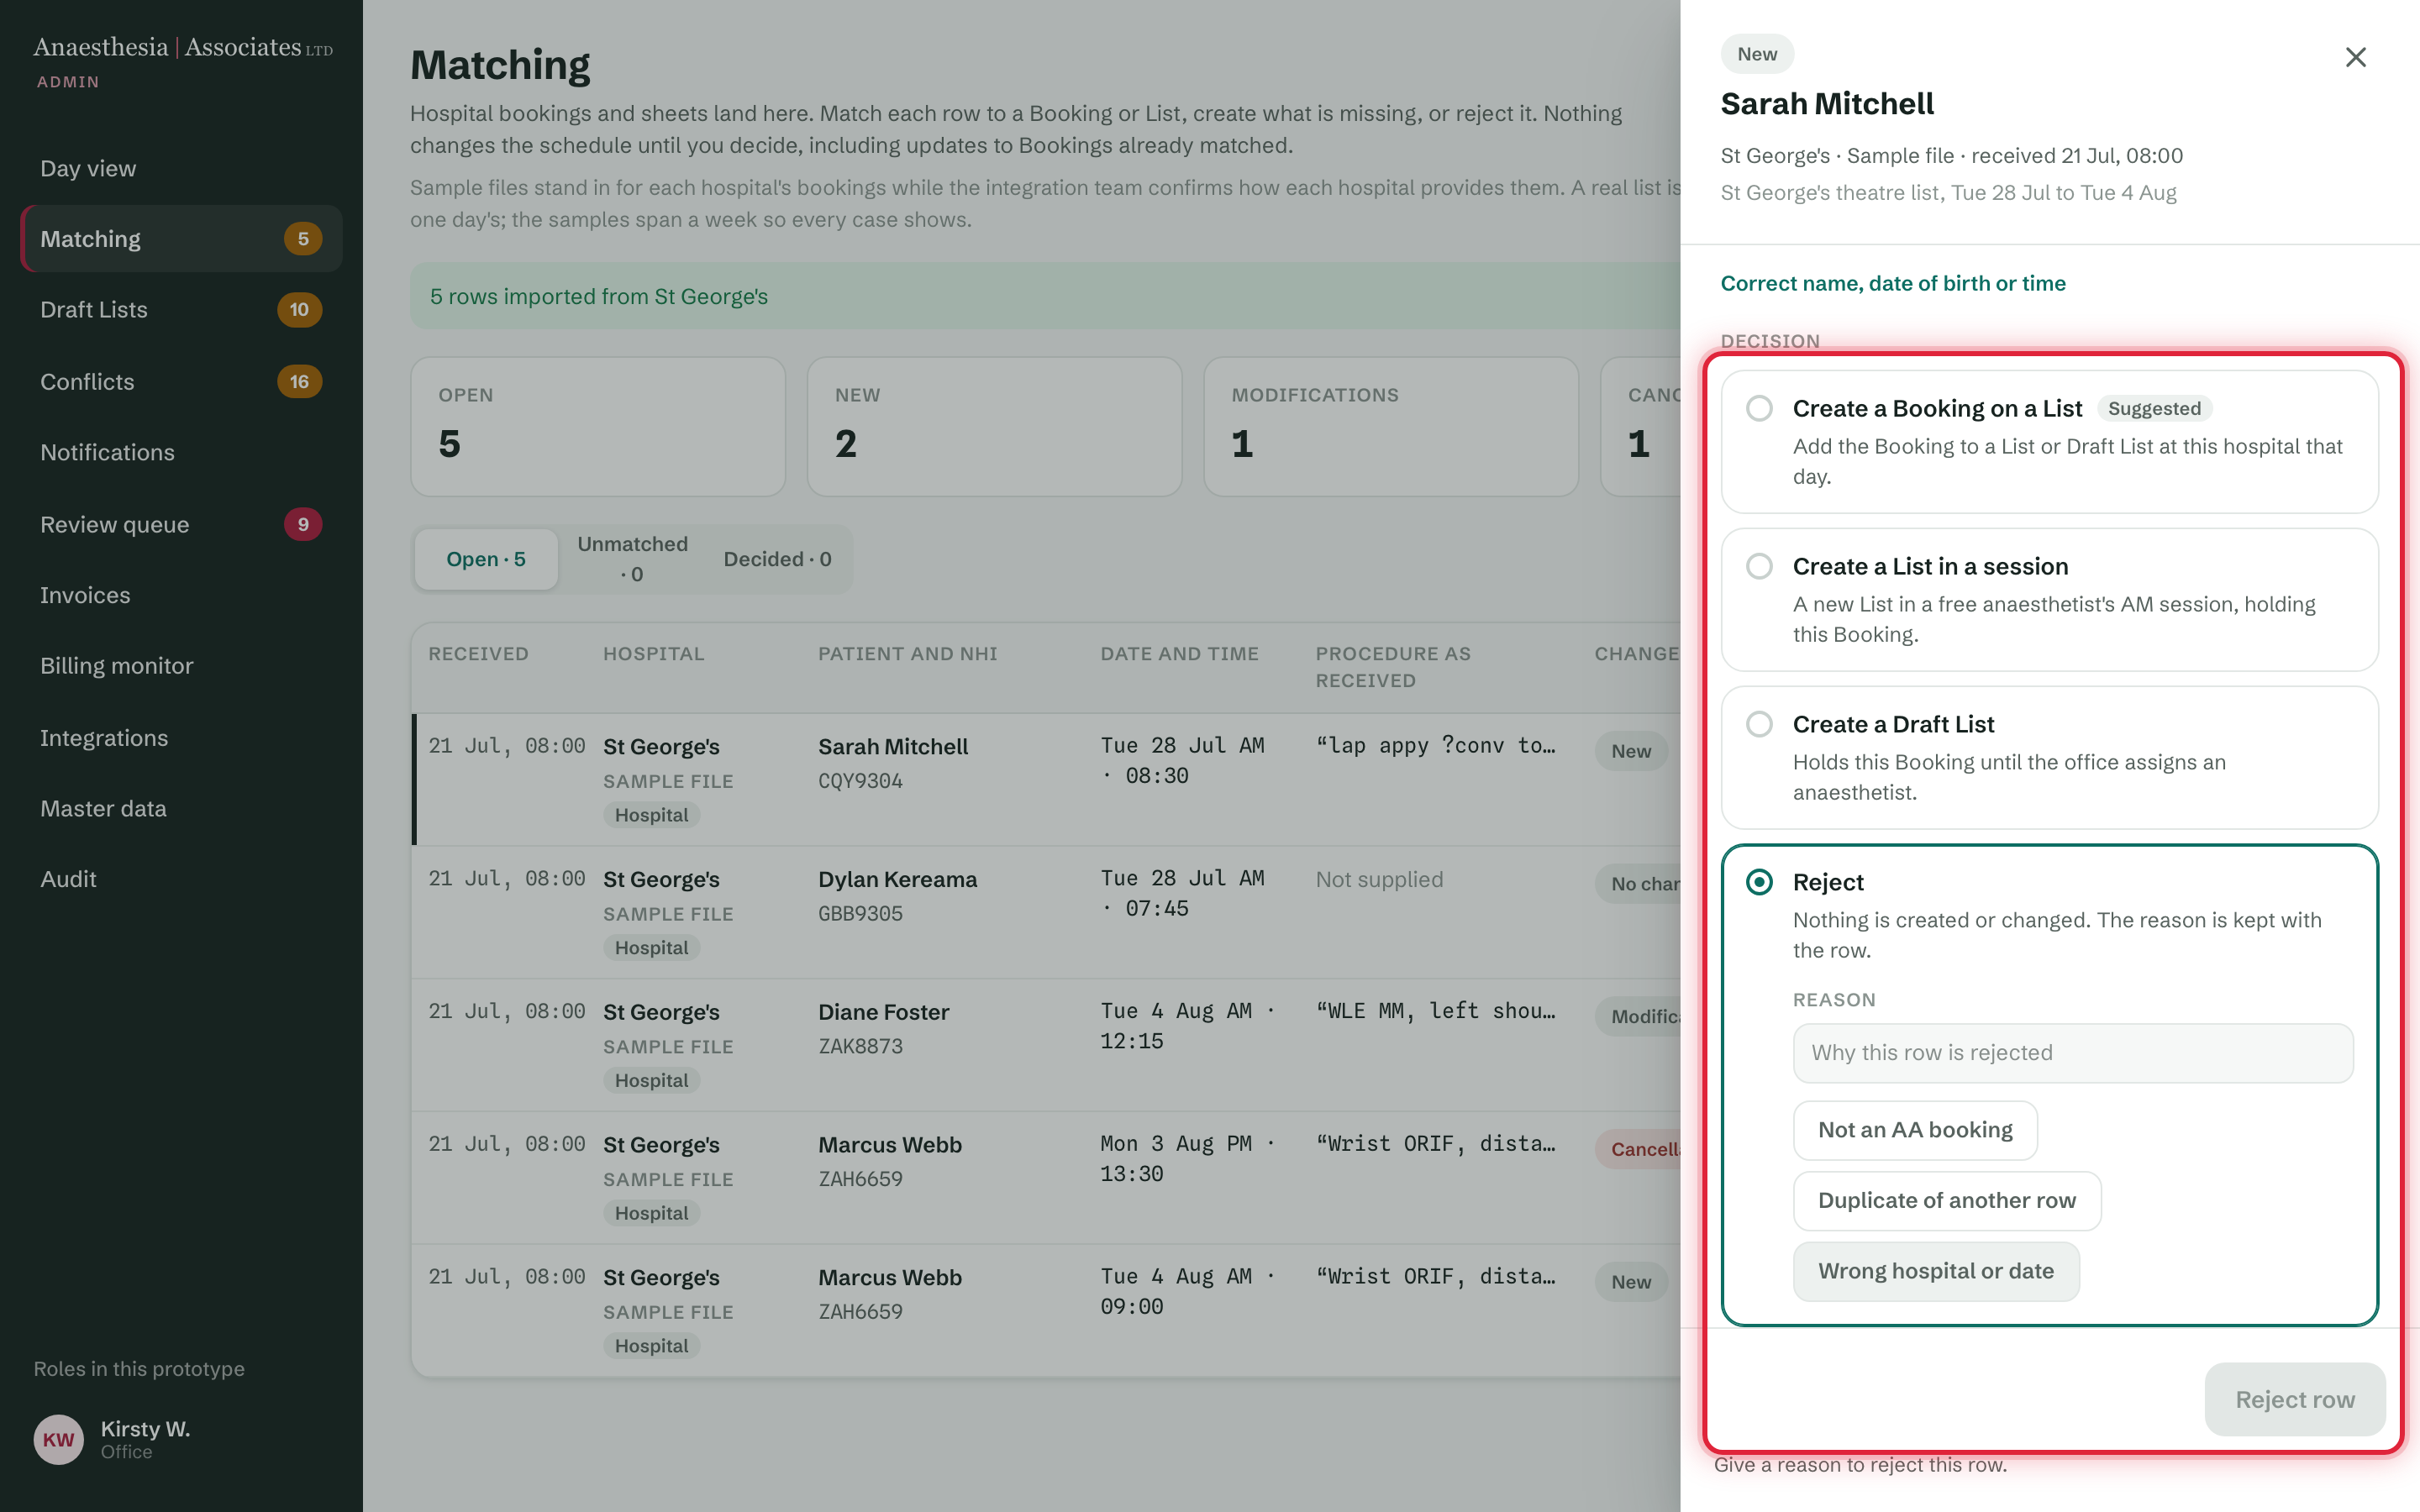 Anaesthesia | Associates LTD
ADMIN
Day view
Matching 5
Draft Lists 10
Conflicts 16
Notifications
Review queue 9
Invoices
Billing monitor
Integrations
Master data
Audit
Roles in this prototype
KW
Kirsty W.
Office
Matching
Hospital bookings and sheets land here. Match each row to a Booking or List, create what is missing, or reject it. Nothing
changes the schedule until you decide, including updates to Bookings already matched.
Sample files stand in for each hospital's bookings while the integration team confirms how each hospital provides them. A real list is
one day's; the samples span a week so every case shows.
5 rows imported from St George's
OPEN
5
NEW
2
MODIFICATIONS
1
CANC
1
Open · 5
Unmatched
· 0
Decided · 0
RECEIVED HOSPITAL PATIENT AND NHI DATE AND TIME PROCEDURE AS CHANGE
RECEIVED
21 Jul, 08:00 St George's Sarah Mitchell Tue 28 Jul AM “lap appy ?conv to… New
SAMPLE FILE CQY9304 · 08:30
Hospital
21 Jul, 08:00 St George's Dylan Kereama Tue 28 Jul AM Not supplied No char
SAMPLE FILE GBB9305 · 07:45
Hospital
21 Jul, 08:00 St George's Diane Foster Tue 4 Aug AM · “WLE MM, left shou… Modifica
SAMPLE FILE ZAK8873 12:15
Hospital
21 Jul, 08:00 St George's Marcus Webb Mon 3 Aug PM · “Wrist ORIF, dista… Cancella
SAMPLE FILE ZAH6659 13:30
Hospital
21 Jul, 08:00 St George's Marcus Webb Tue 4 Aug AM · “Wrist ORIF, dista… New
SAMPLE FILE ZAH6659 09:00
Hospital
New
Sarah Mitchell
St George's · Sample file · received 21 Jul, 08:00
St George's theatre list, Tue 28 Jul to Tue 4 Aug
Correct name, date of birth or time
DECISION
Create a Booking on a List Suggested
Add the Booking to a List or Draft List at this hospital that
day.
Create a List in a session
A new List in a free anaesthetist's AM session, holding
this Booking.
Create a Draft List
Holds this Booking until the office assigns an
anaesthetist.
Reject
Nothing is created or changed. The reason is kept with
the row.
REASON
Why this row is rejected
Not an AA booking
Duplicate of another row
Wrong hospital or date
Reject row
Give a reason to reject this row.